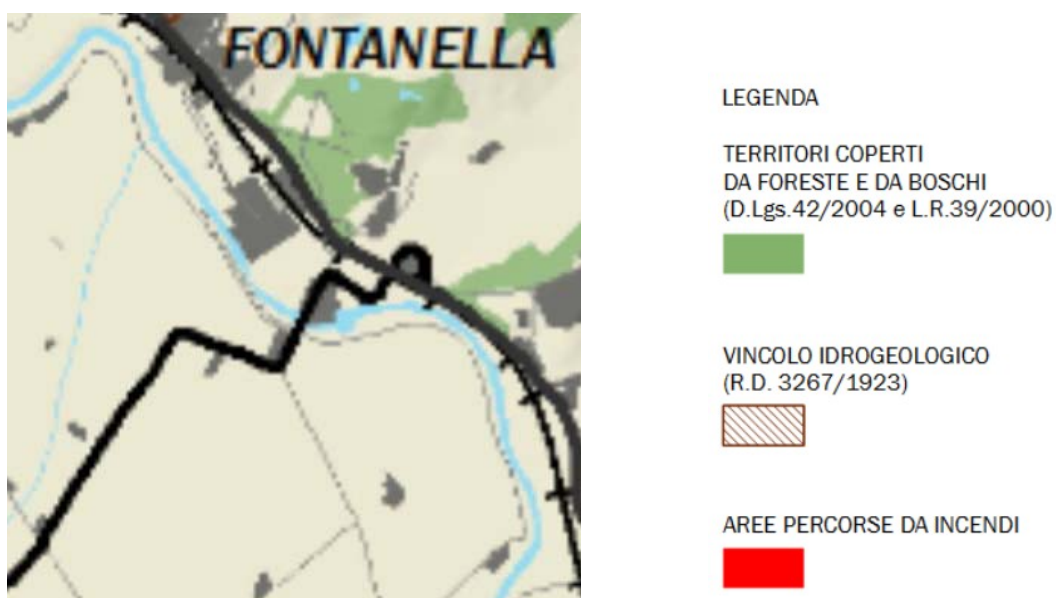 FONTANELLA
LEGENDA
TERRITORI COPERTI
DA FORESTE E DA BOSCHI
(D.Lgs.42/2004 e L.R.39/2000)
VINCOLO IDROGEOLOGICO
(R.D. 3267/1923)
AREE PERCORSE DA INCENDI